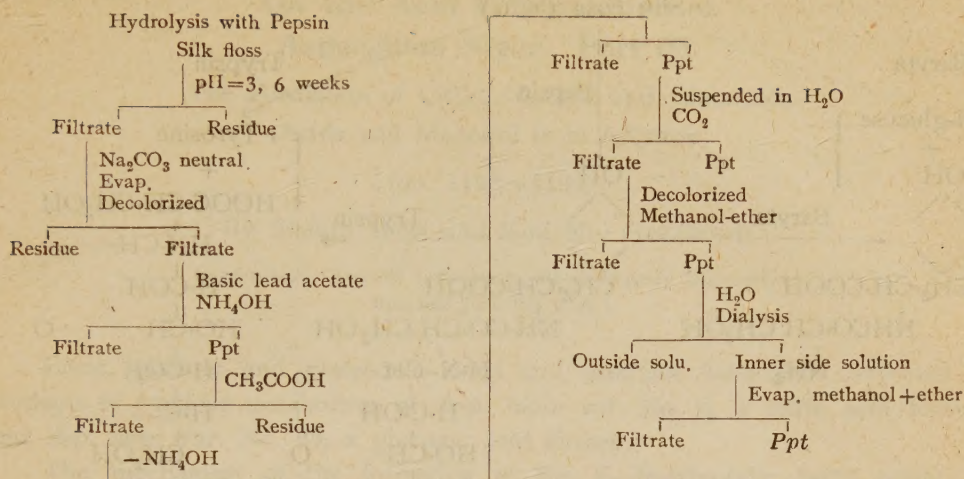 Hydrolysis with Pepsin
Silk floss
pH=3, 6 weeks
Filtrate Residue
Na₂CO₃ neutral.
Evap.
Decolorized
Residue Filtrate
Basic lead acetate
NH₄OH
Filtrate Ppt
CH₃COOH
Filtrate Residue
—NH₄OH
Filtrate Ppt
Suspended in H₂O
CO₂
Filtrate Ppt
Decolorized
Methanol-ether
Filtrate Ppt
H₂O
Dialysis
Outside solu. Inner side solution
Evap. methanol+ether
Filtrate Ppt